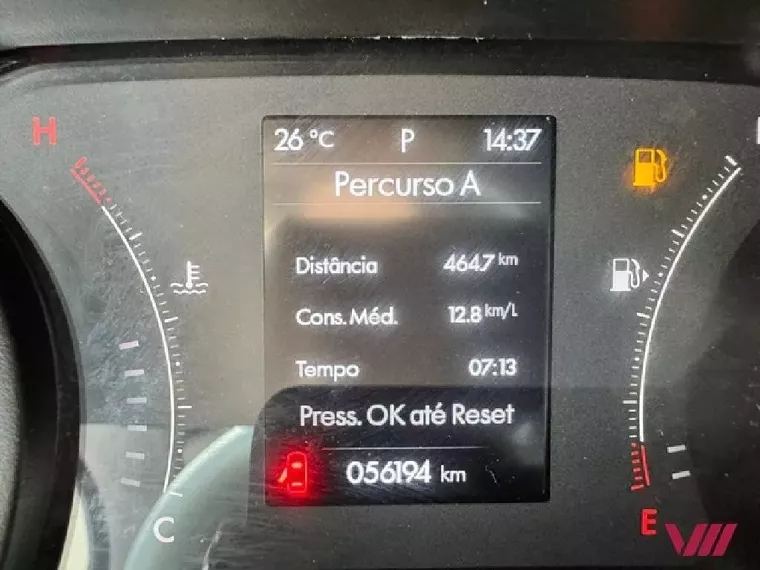 26 °C P 14:37
H
Percurso A
Distância 464.7 km
Cons. Méd. 12.8 km/L
Tempo 07:13
Press. OK até Reset
056194 km
C E